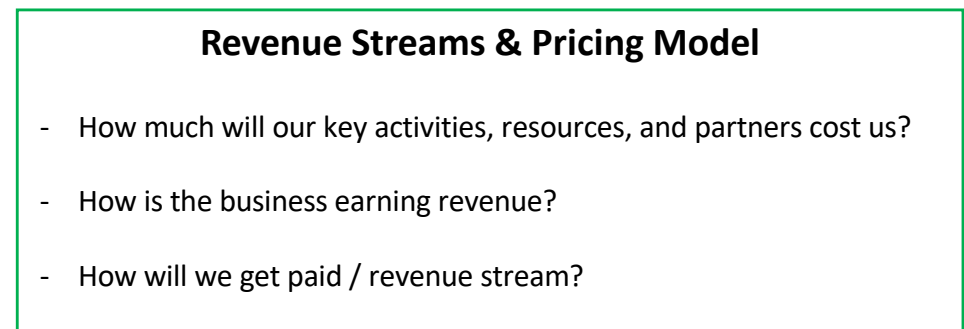 Revenue Streams & Pricing Model
- How much will our key activities, resources, and partners cost us?
- How is the business earning revenue?
- How will we get paid / revenue stream?